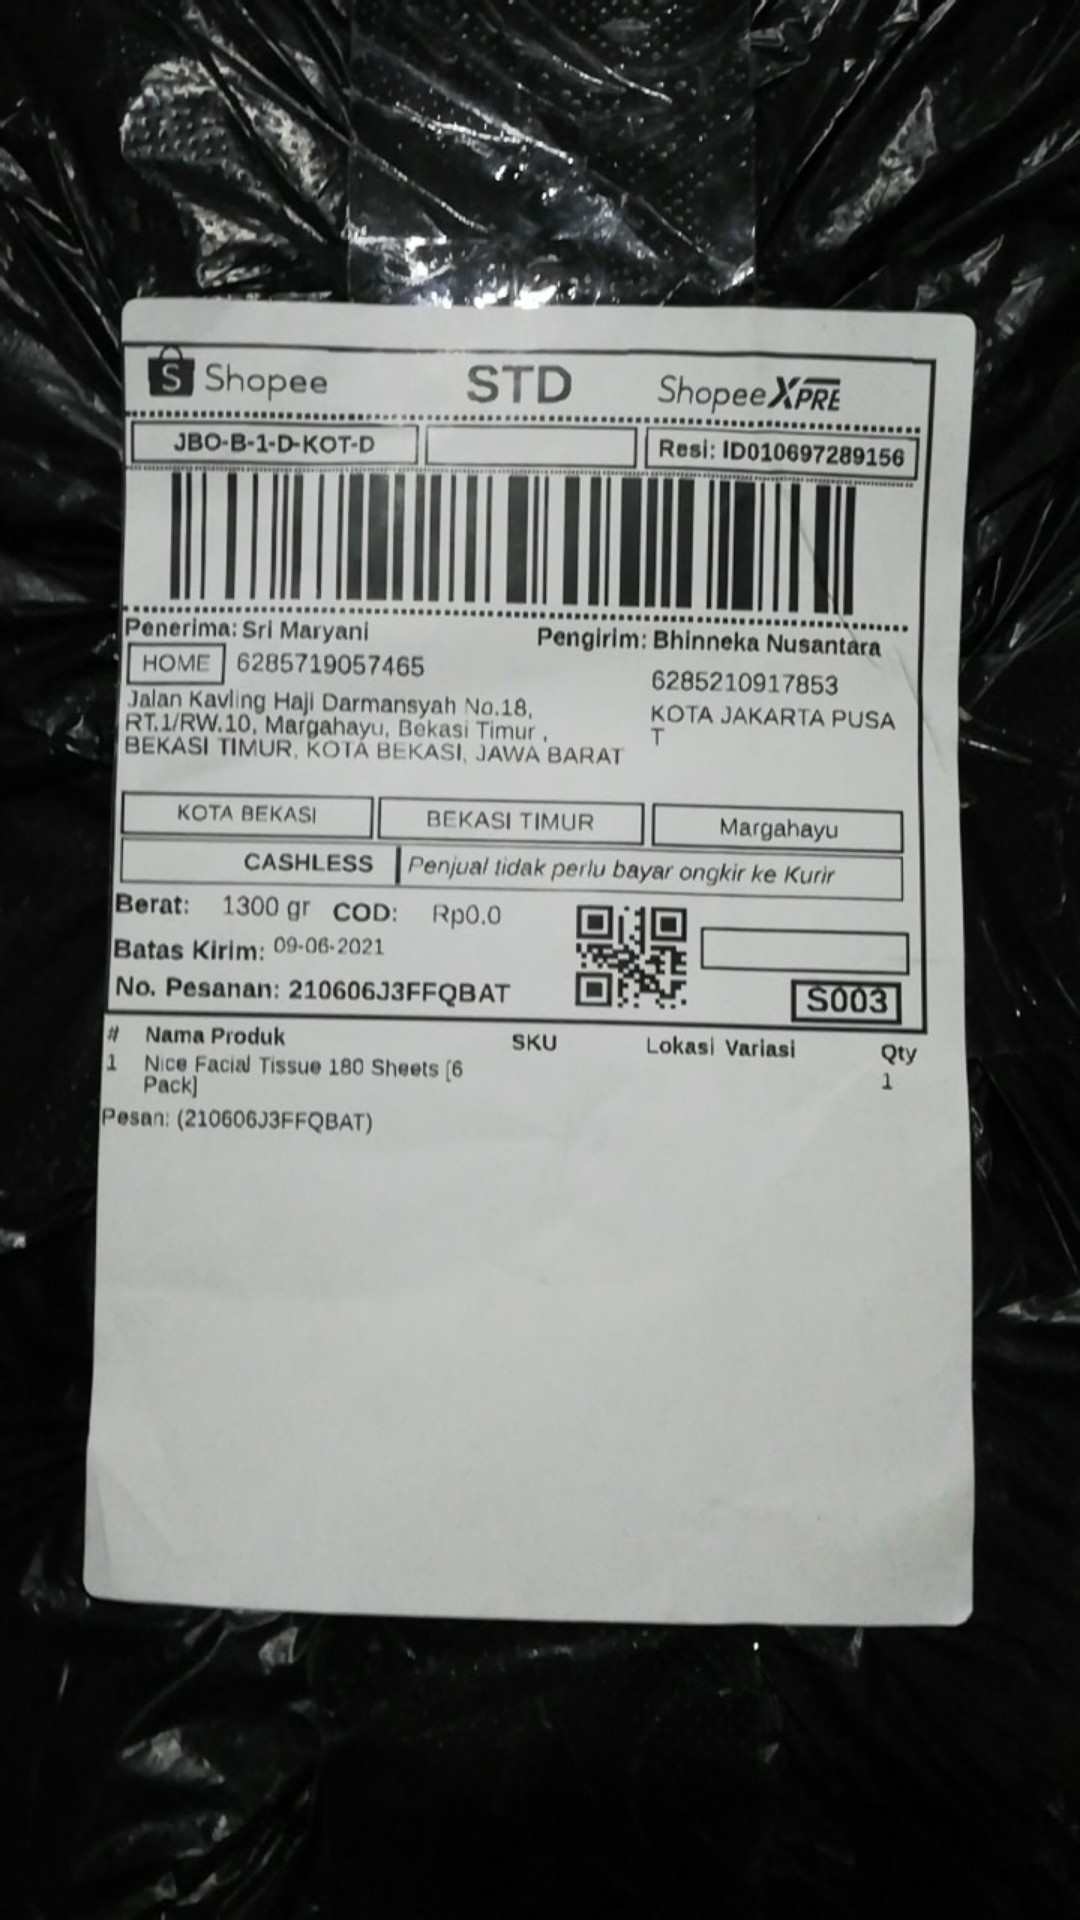 Shopee STD ShopeeXPRE
JBO-B-1-D-KOT-D Resi: ID010697289156
Penerima: Sri Maryani Pengirim: Bhinneka Nusantara
HOME 6285719057465 6285210917853
Jalan Kavling Haji Darmansyah No.18,
RT.1/RW.10, Margahayu, Bekasi Timur ,
BEKASI TIMUR, KOTA BEKASI, JAWA BARAT
KOTA JAKARTA PUSA
T
KOTA BEKASI BEKASI TIMUR Margahayu
CASHLESS Penjual tidak perlu bayar ongkir ke Kurir
Berat: 1300 gr COD: Rp0.0
Batas Kirim: 09-06-2021
No. Pesanan: 210606J3FFQBAT S003
# Nama Produk SKU Lokasi Variasi Qty
1 Nice Facial Tissue 180 Sheets [6 1
Pack]
Pesan: (210606J3FFQBAT)